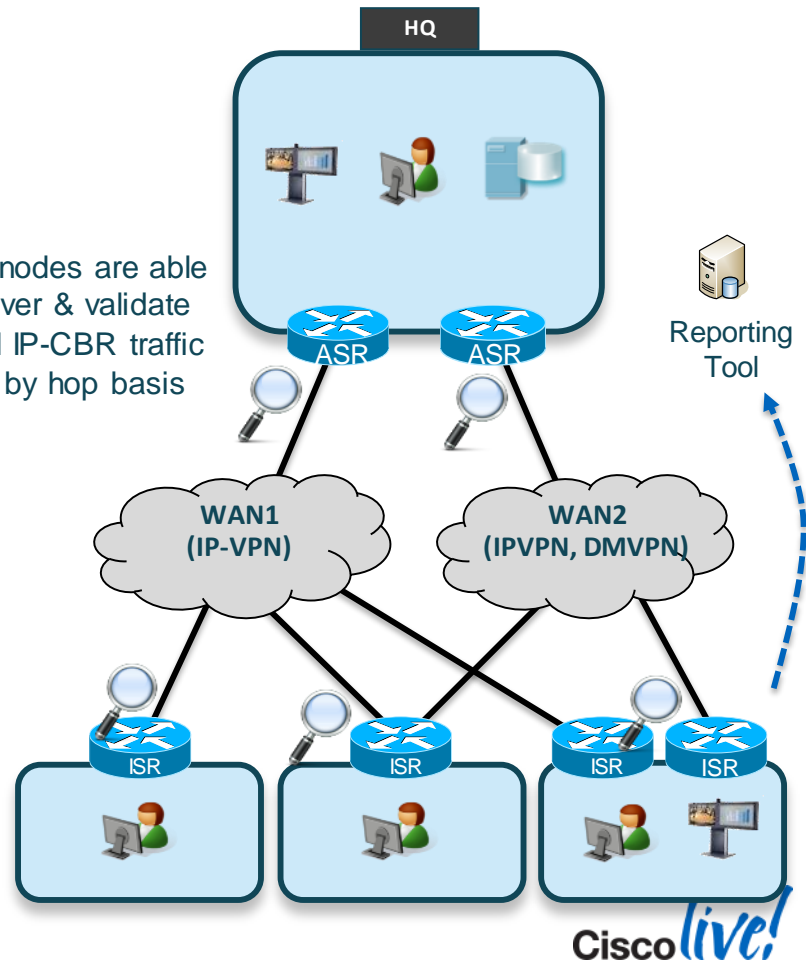 HQ
nodes are able
ver & validate
IP-CBR traffic
by hop basis
ASR
ASR
Reporting
Tool
WAN1
(IP-VPN)
WAN2
(IPVPN, DMVPN)
ISR
ISR
ISR
ISR
Cisco live!